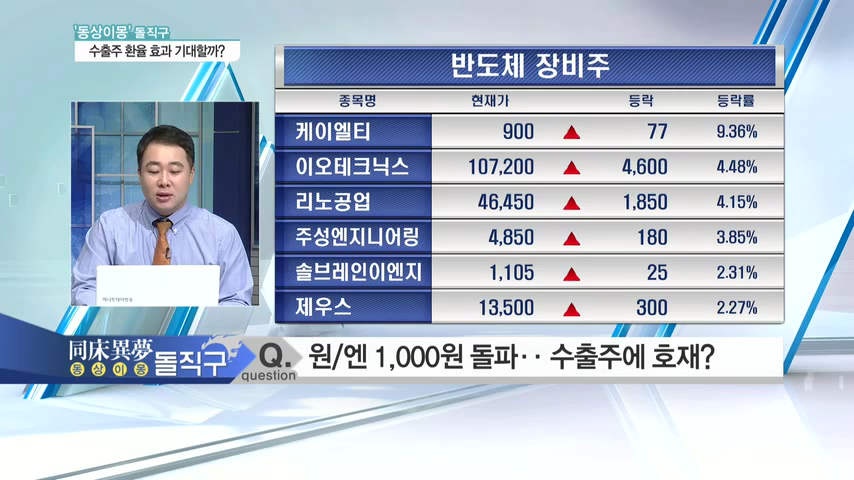 '동상이몽' 돌직구
수출주 환율 효과 기대할까?
반도체 장비주
종목명 현재가 등락 등락률
케이엘티 900 ▲ 77 9.36%
이오테크닉스 107,200 ▲ 4,600 4.48%
리노공업 46,450 ▲ 1,850 4.15%
주성엔지니어링 4,850 ▲ 180 3.85%
솔브레인이엔지 1,105 ▲ 25 2.31%
제우스 13,500 ▲ 300 2.27%
同床異夢
동상이몽 돌직구
Q.
question
원/엔 1,000원 돌파‥ 수출주에 호재?